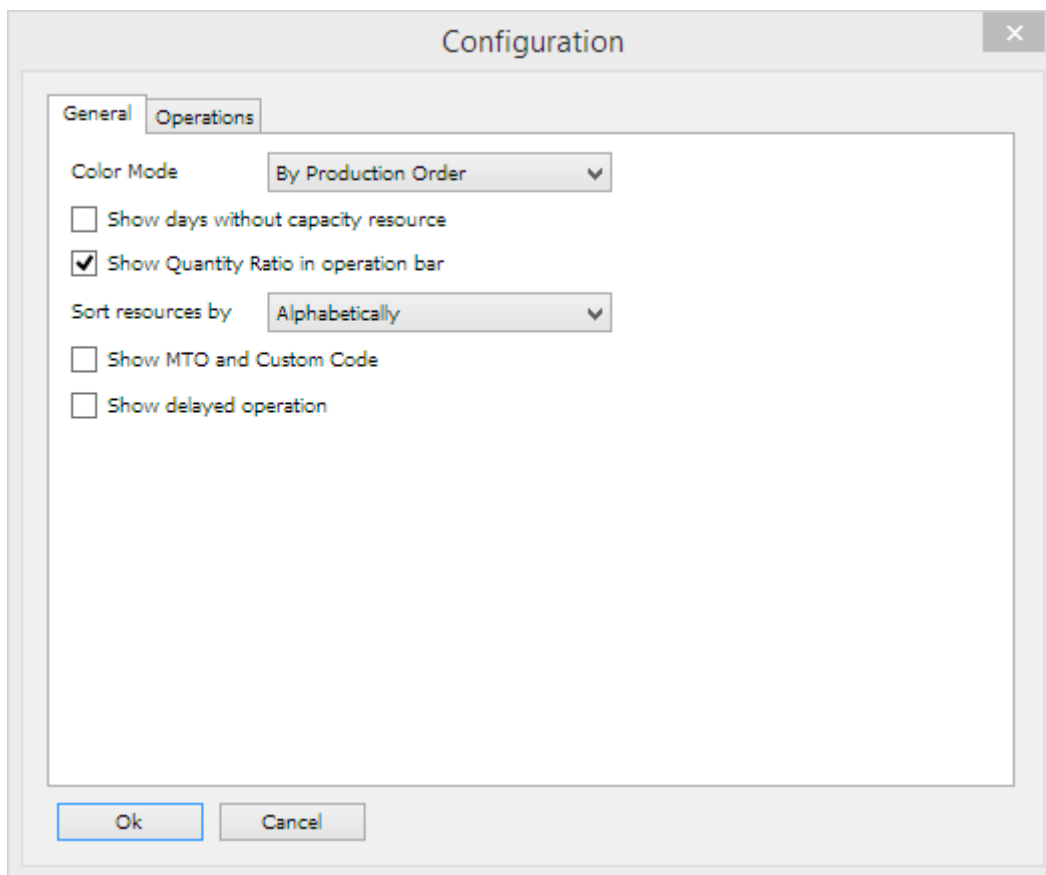 Configuration
General Operations
Color Mode By Production Order
Show days without capacity resource
Show Quantity Ratio in operation bar
Sort resources by Alphabetically
Show MTO and Custom Code
Show delayed operation
Ok Cancel